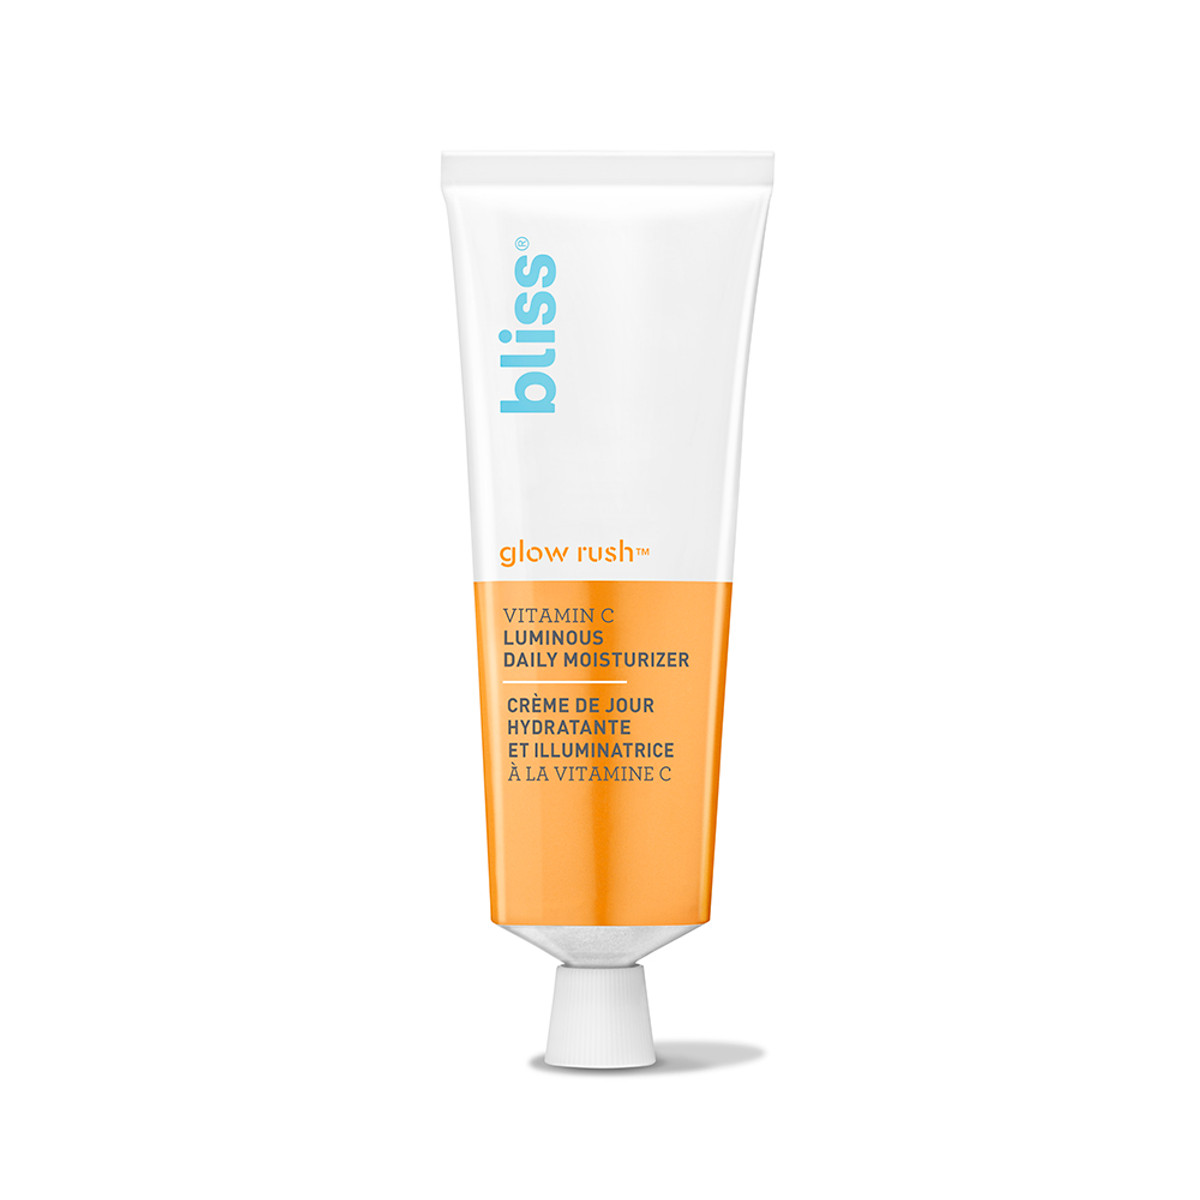 bliss®
glow rush™
VITAMIN C
LUMINOUS
DAILY MOISTURIZER
CRÈME DE JOUR
HYDRATANTE
ET ILLUMINATRICE
À LA VITAMINE C